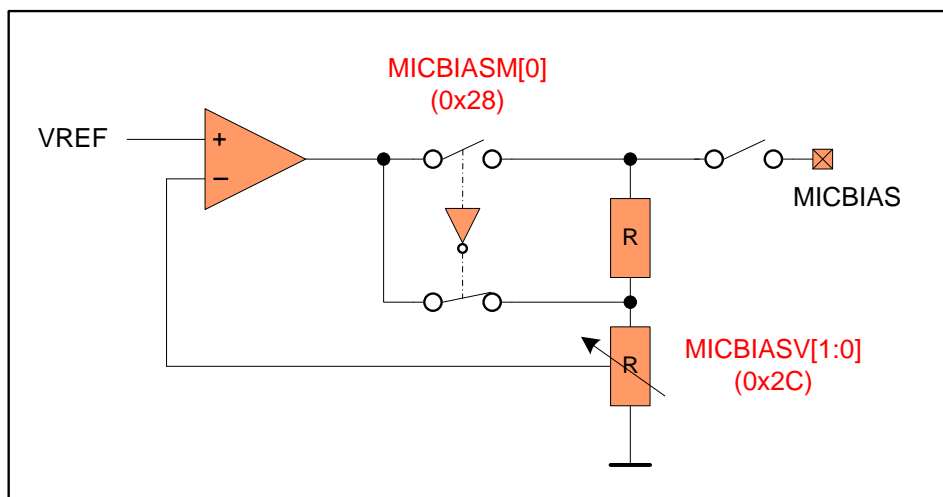 MICBIASM[0]
(0x28)
VREF
+
−
MICBIAS
R
R
MICBIASV[1:0]
(0x2C)